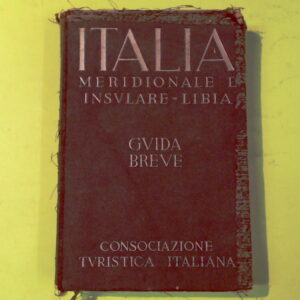 ITALIA
MERIDIONALE E
INSVLARE-LIBIA
GVIDA
BREVE
CONSOCIAZIONE
TVRISTICA ITALIANA